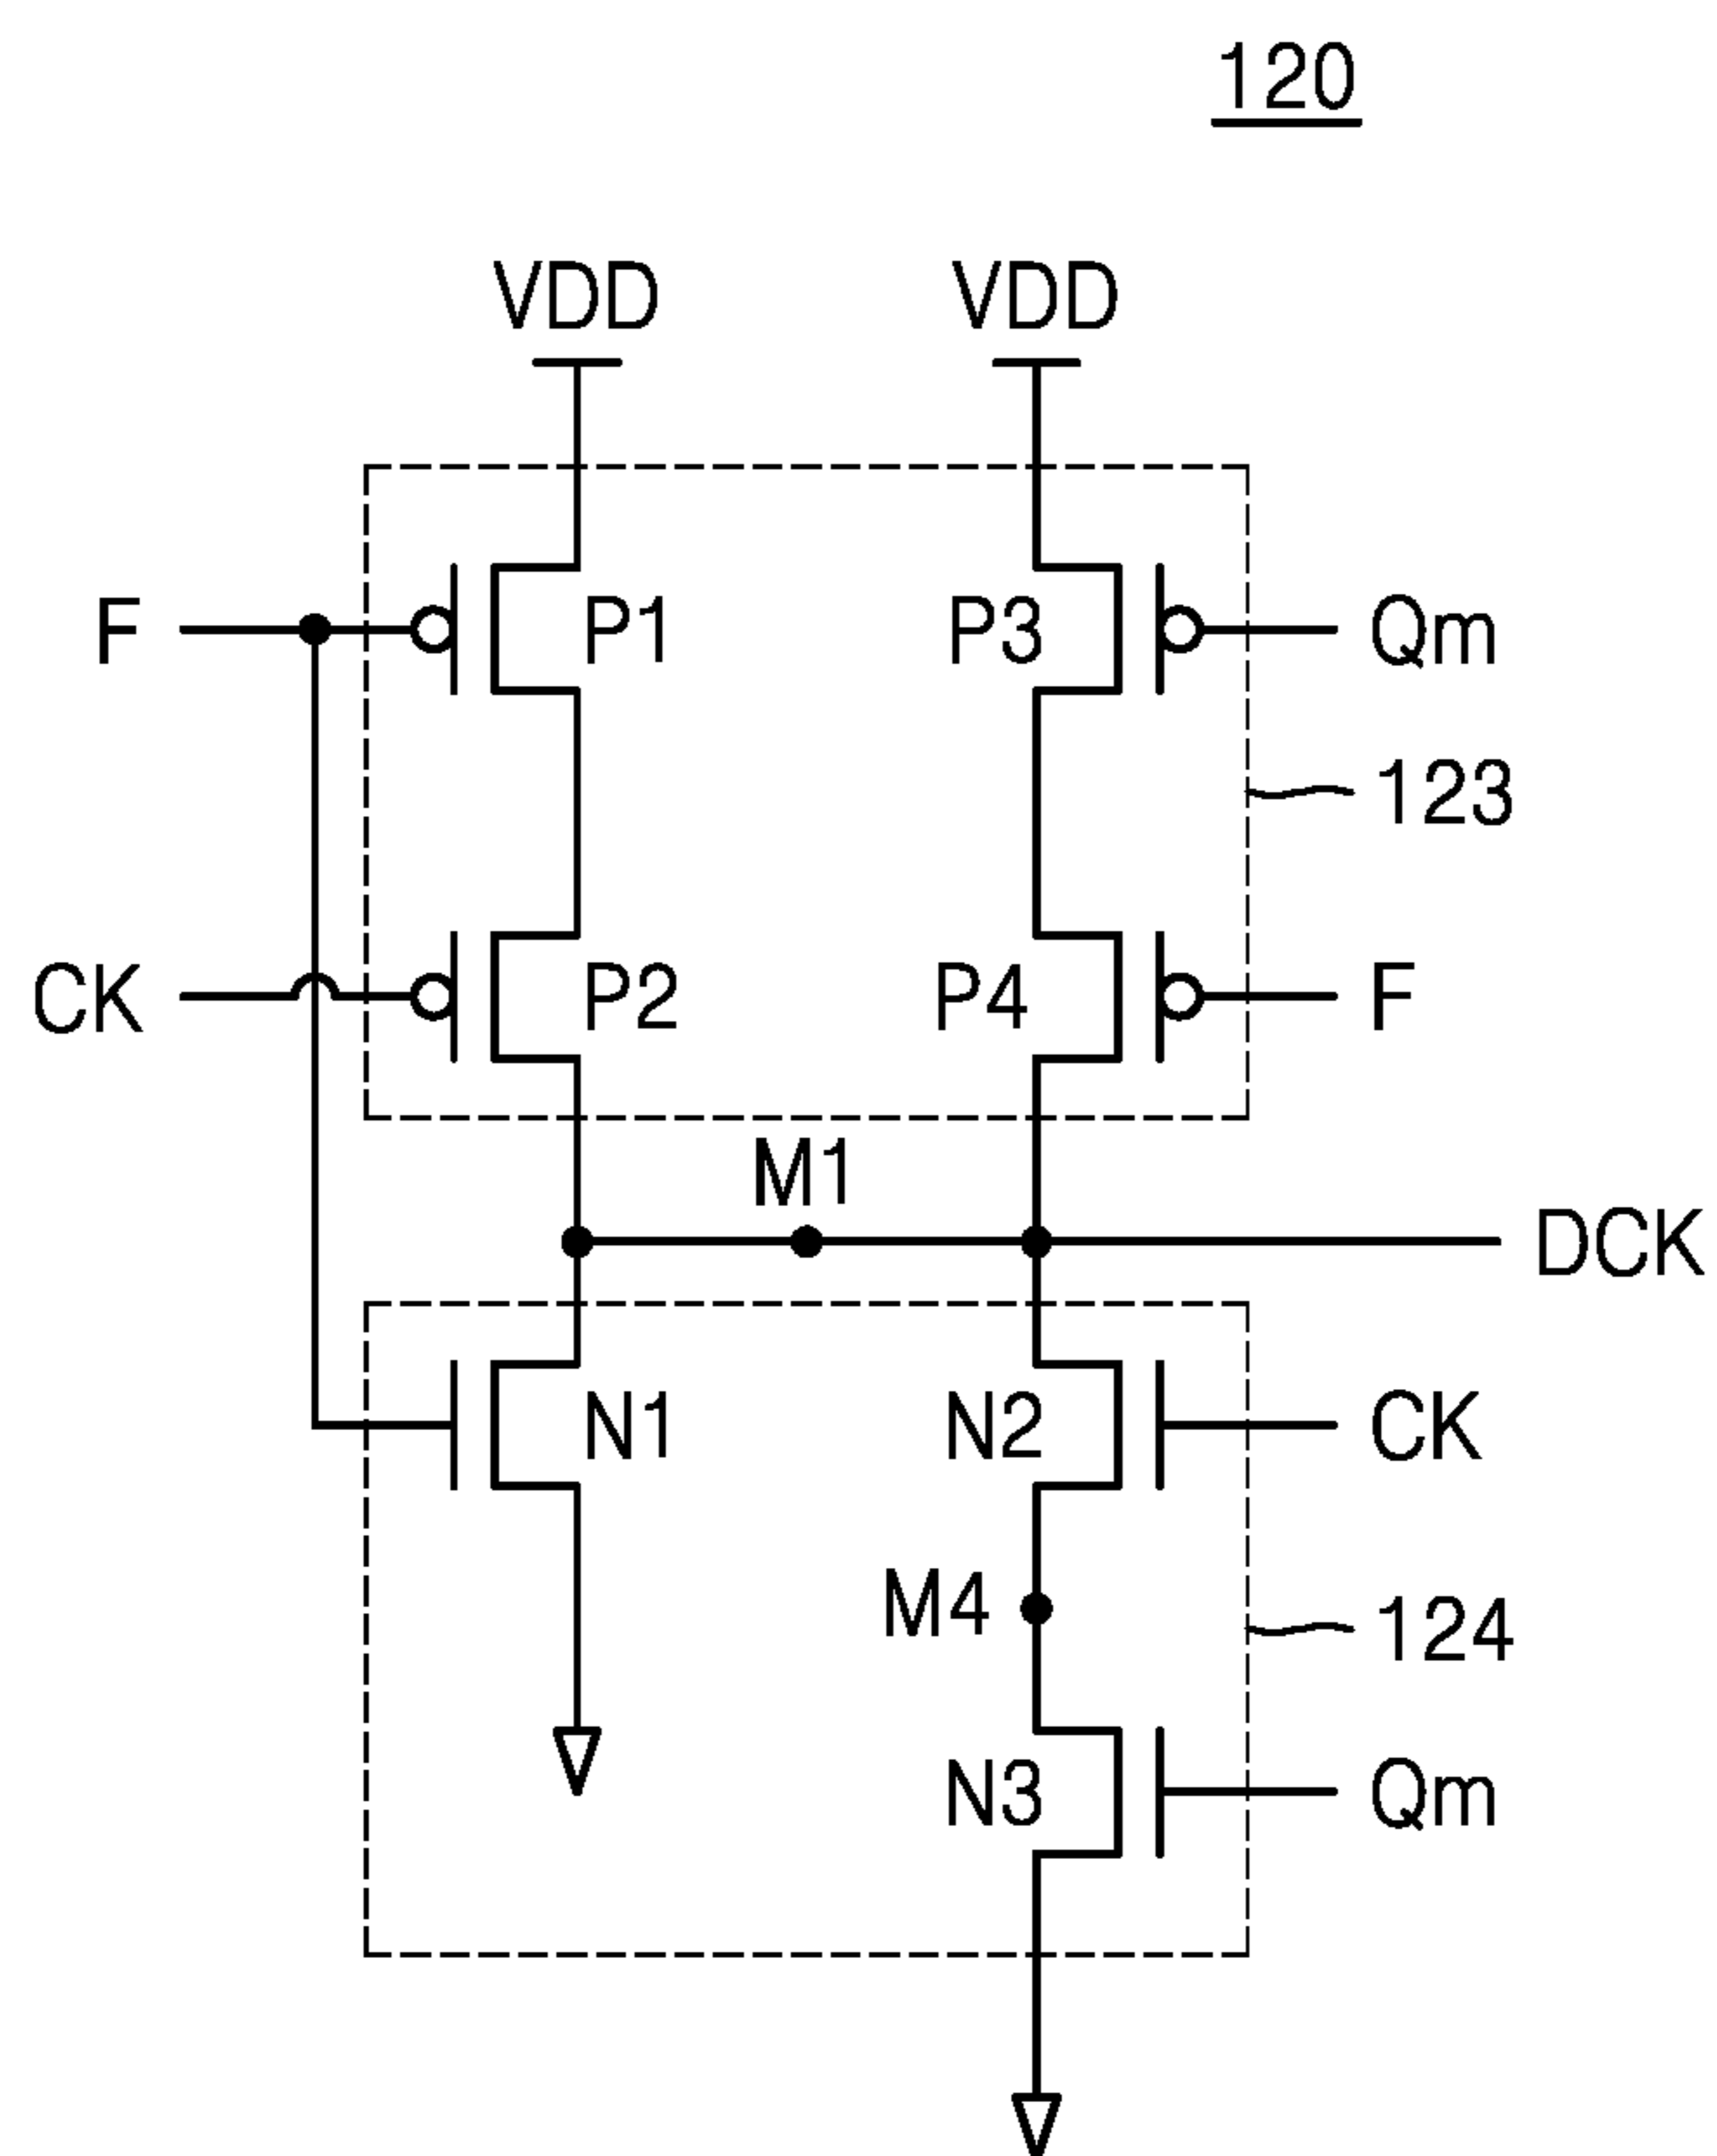 120
VDD VDD
F P1 P3 Qm
123
CK P2 P4 F
M1
DCK
N1 N2 CK
M4 124
N3 Qm